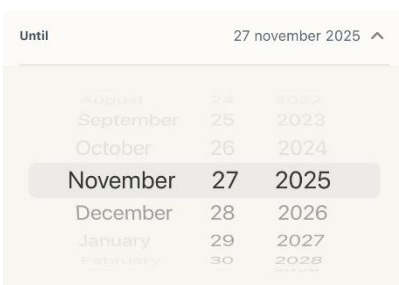 Until 27 november 2025
August 24 2022
September 25 2023
October 26 2024
November 27 2025
December 28 2026
January 29 2027
February 30 2028